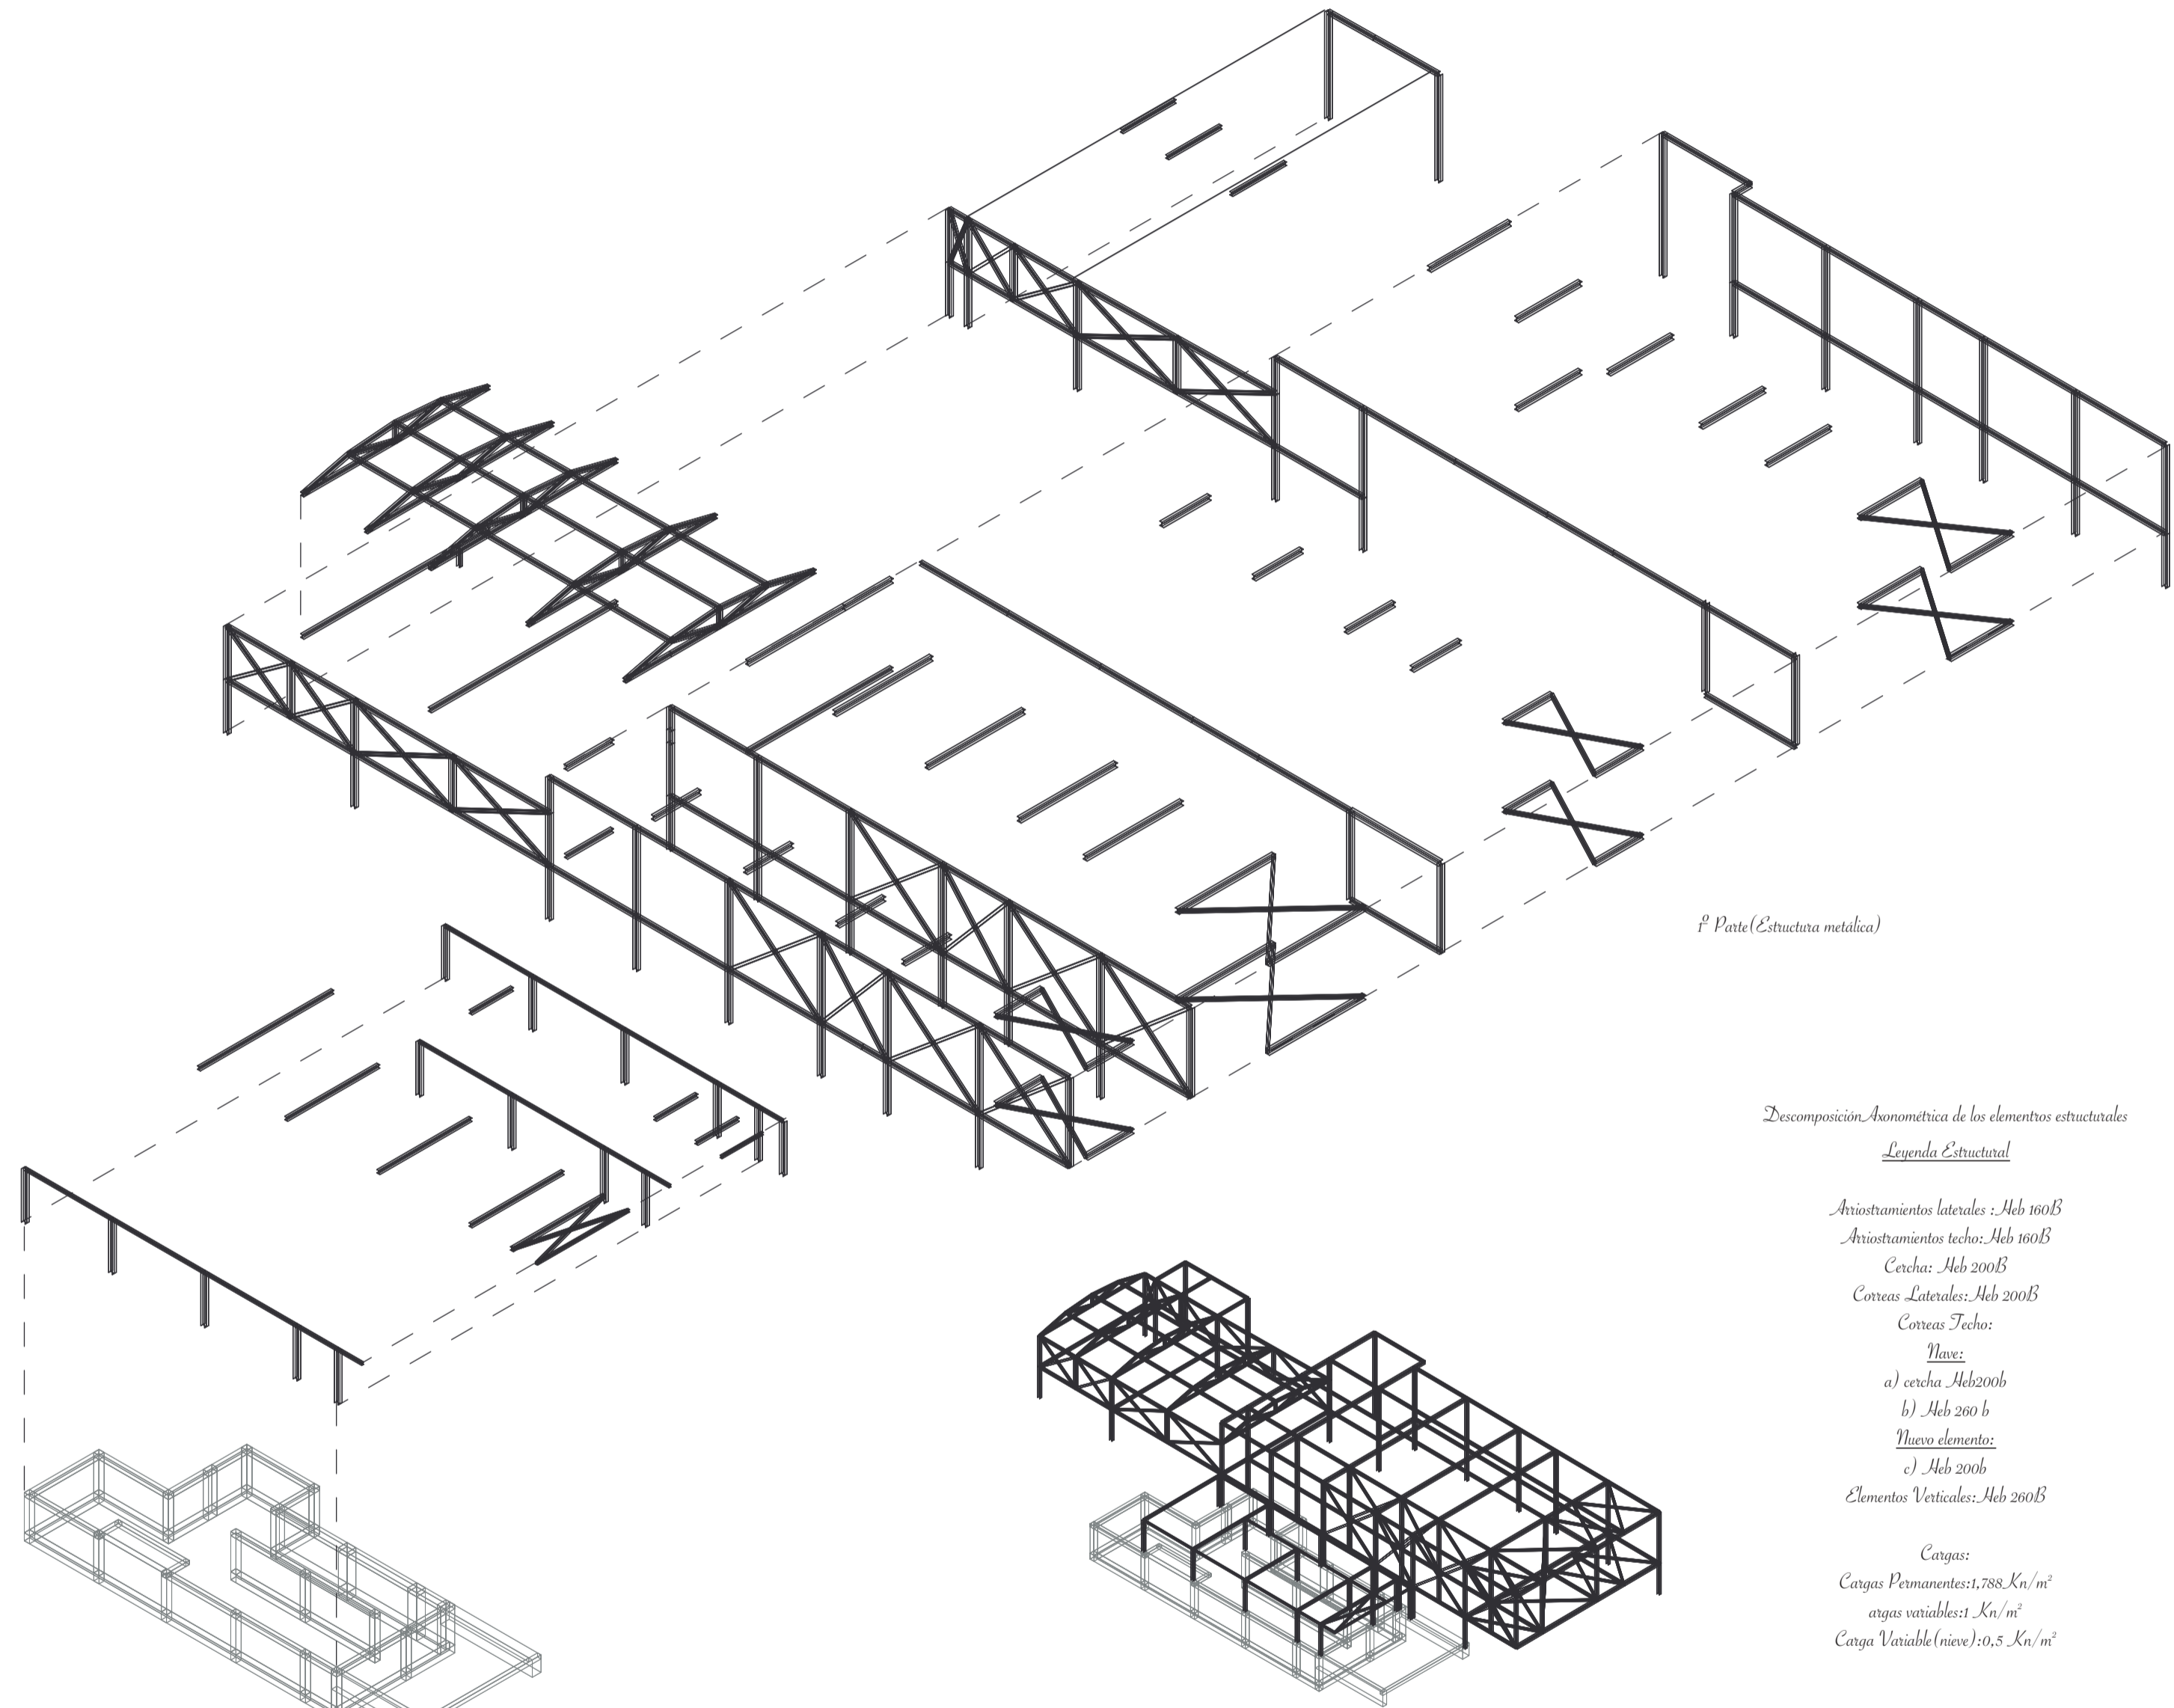 1º Parte(Estructura metálica)
Descomposición Axonométrica de los elementros estructurales
Leyenda Estructural
Arriostramientos laterales :Heb 160B
Arriostramientos techo:Heb 160B
Cercha: Heb 200B
Correas Laterales:Heb 200B
Correas Techo:
Nave:
a) cercha Heb200b
b) Heb 260 b
Nuevo elemento:
c) Heb 200b
Elementos Verticales:Heb 260B
Cargas:
Cargas Permanentes:1,788Kn/m²
argas variables:1 Kn/m²
Carga Variable(nieve):0,5 Kn/m²